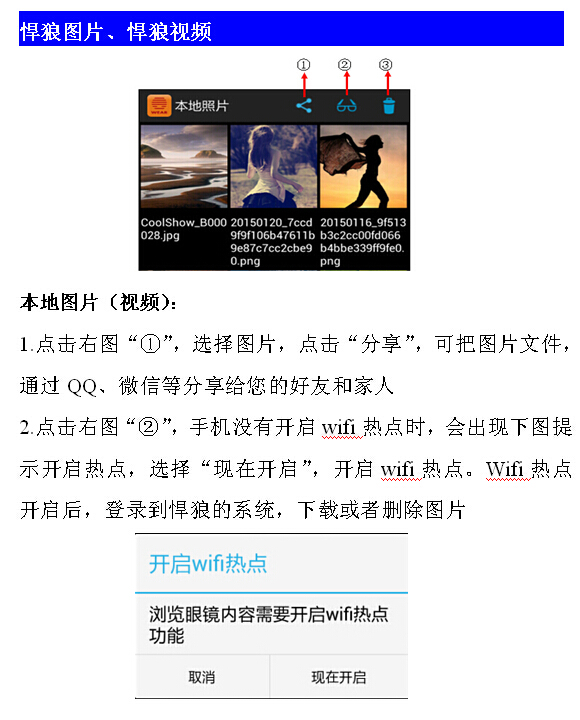 悍狼图片、悍狼视频
① ② ③
WEAR
本地照片
CoolShow_B000028.jpg
20150120_7ccd9f9f106b47611b9e87c7cc2cbe90.png
20150116_9f513b3c2cc00fd066b4bbe339ff9fe0.png
本地图片（视频）：
1.点击右图“①”，选择图片，点击“分享”，可把图片文件，
通过 QQ、微信等分享给您的好友和家人
2.点击右图“②”，手机没有开启 wifi 热点时，会出现下图提
示开启热点，选择“现在开启”，开启 wifi 热点。Wifi 热点
开启后，登录到悍狼的系统，下载或者删除图片
开启wifi热点
浏览眼镜内容需要开启wifi热点
功能
取消 现在开启